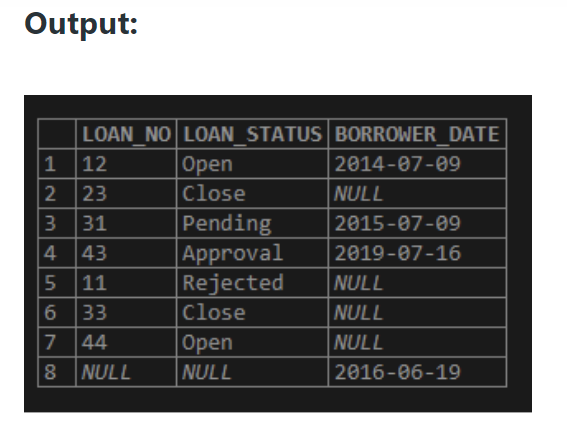 Output:
LOAN_NO LOAN_STATUS BORROWER_DATE
1 12 Open 2014-07-09
2 23 Close NULL
3 31 Pending 2015-07-09
4 43 Approval 2019-07-16
5 11 Rejected NULL
6 33 Close NULL
7 44 Open NULL
8 NULL NULL 2016-06-19